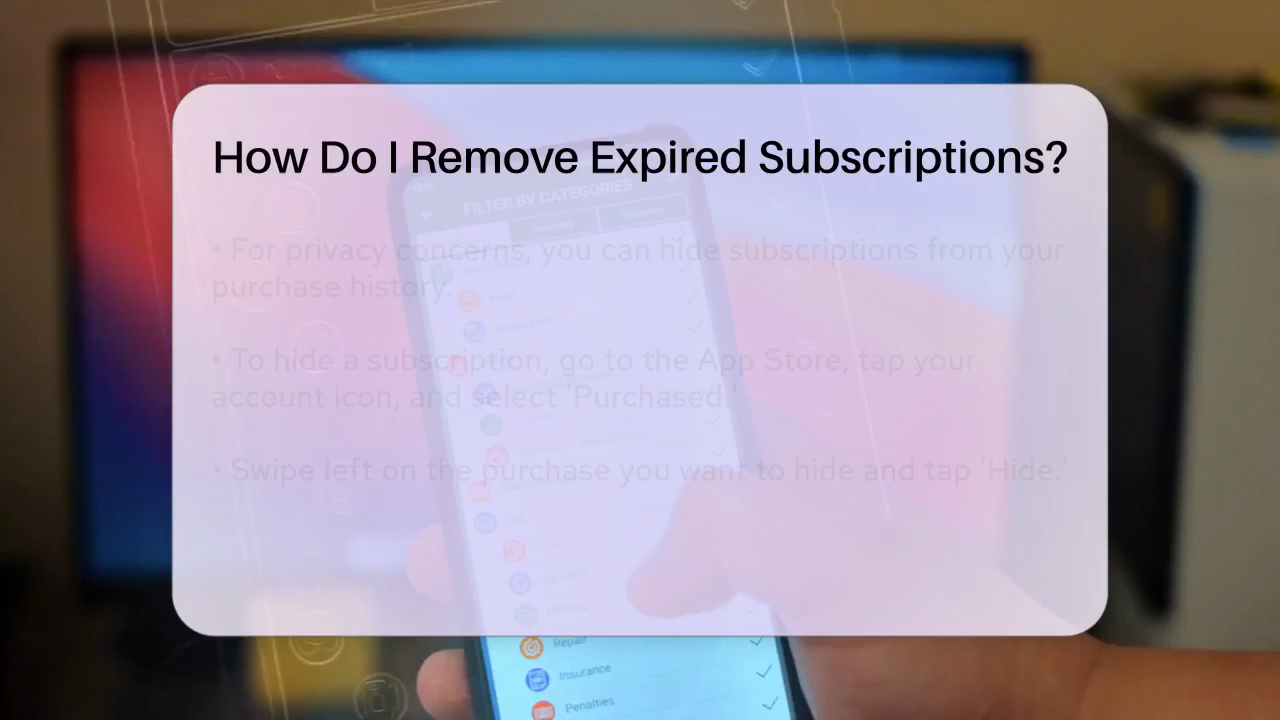 How Do I Remove Expired Subscriptions?
FILTER BY CATEGORIES
• For privacy concerns, you can hide subscriptions from your
purchase history.
• To hide a subscription, go to the App Store, tap your
account icon, and select 'Purchased.'
• Swipe left on the purchase you want to hide and tap 'Hide.'
Repair
Insurance
Penalties